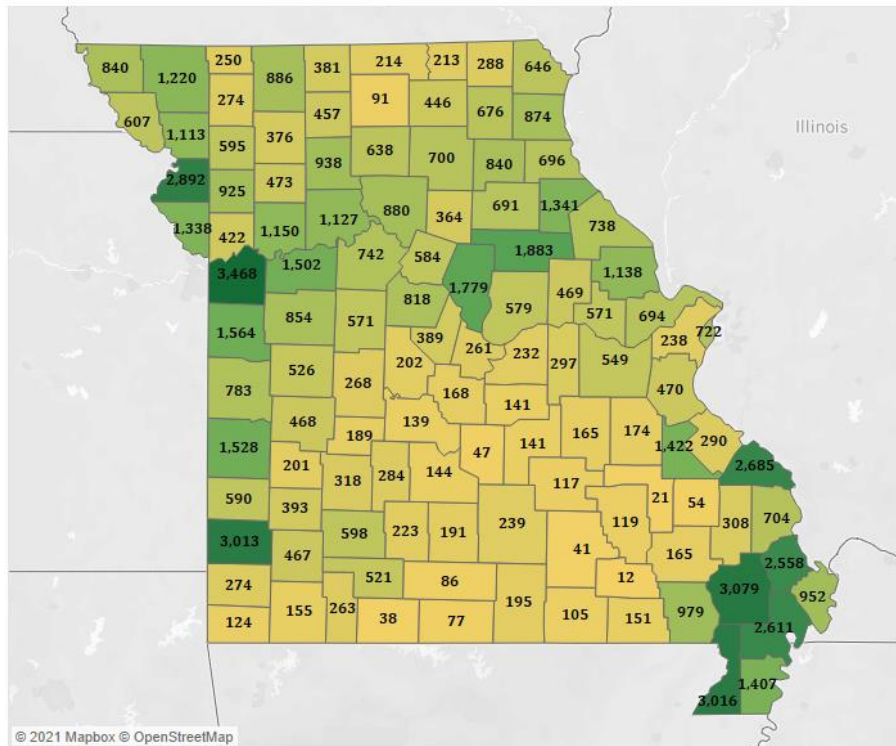 840 1,220 250 886 381 214 213 288 646
607 1,113 274 376 457 91 446 676 874
Illinois
2,892 925 595 473 938 638 700 840 696
1,338 422 1,150 1,127 880 364 691 1,341 738
3,468 1,502 742 584 1,779 1,883 1,138
1,564 854 571 818 389 579 469 571 694 722
783 526 268 202 261 232 297 549 238
468 139 168 141 470
1,528 201 189 144 47 141 165 174 1,422 290
590 393 318 284 117 21 54 2,685
3,013 467 598 223 191 239 41 119 165 308 704
274 521 86 12 3,079 2,558 952
124 155 263 38 77 195 105 151 979 2,611
3,016 1,407
© 2021 Mapbox © OpenStreetMap